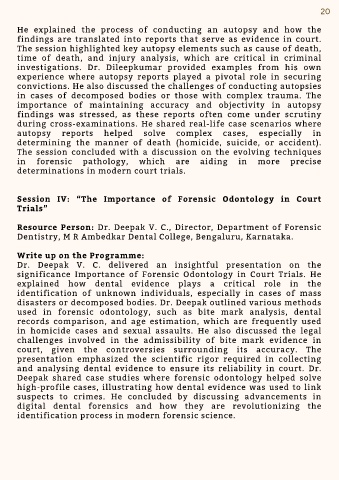 20
He explained the process of conducting an autopsy and how the
findings are translated into reports that serve as evidence in court.
The session highlighted key autopsy elements such as cause of death,
time of death, and injury analysis, which are critical in criminal
investigations. Dr. Dileepkumar provided examples from his own
experience where autopsy reports played a pivotal role in securing
convictions. He also discussed the challenges of conducting autopsies
in cases of decomposed bodies or those with complex trauma. The
importance of maintaining accuracy and objectivity in autopsy
findings was stressed, as these reports often come under scrutiny
during cross-examinations. He shared real-life case scenarios where
autopsy reports helped solve complex cases, especially in
determining the manner of death (homicide, suicide, or accident).
The session concluded with a discussion on the evolving techniques
in forensic pathology, which are aiding in more precise
determinations in modern court trials.
Session IV: “The Importance of Forensic Odontology in Court
Trials”
Resource Person: Dr. Deepak V. C., Director, Department of Forensic
Dentistry, M R Ambedkar Dental College, Bengaluru, Karnataka.
Write up on the Programme:
Dr. Deepak V. C. delivered an insightful presentation on the
significance Importance of Forensic Odontology in Court Trials. He
explained how dental evidence plays a critical role in the
identification of unknown individuals, especially in cases of mass
disasters or decomposed bodies. Dr. Deepak outlined various methods
used in forensic odontology, such as bite mark analysis, dental
records comparison, and age estimation, which are frequently used
in homicide cases and sexual assaults. He also discussed the legal
challenges involved in the admissibility of bite mark evidence in
court, given the controversies surrounding its accuracy. The
presentation emphasized the scientific rigor required in collecting
and analysing dental evidence to ensure its reliability in court. Dr.
Deepak shared case studies where forensic odontology helped solve
high-profile cases, illustrating how dental evidence was used to link
suspects to crimes. He concluded by discussing advancements in
digital dental forensics and how they are revolutionizing the
identification process in modern forensic science.